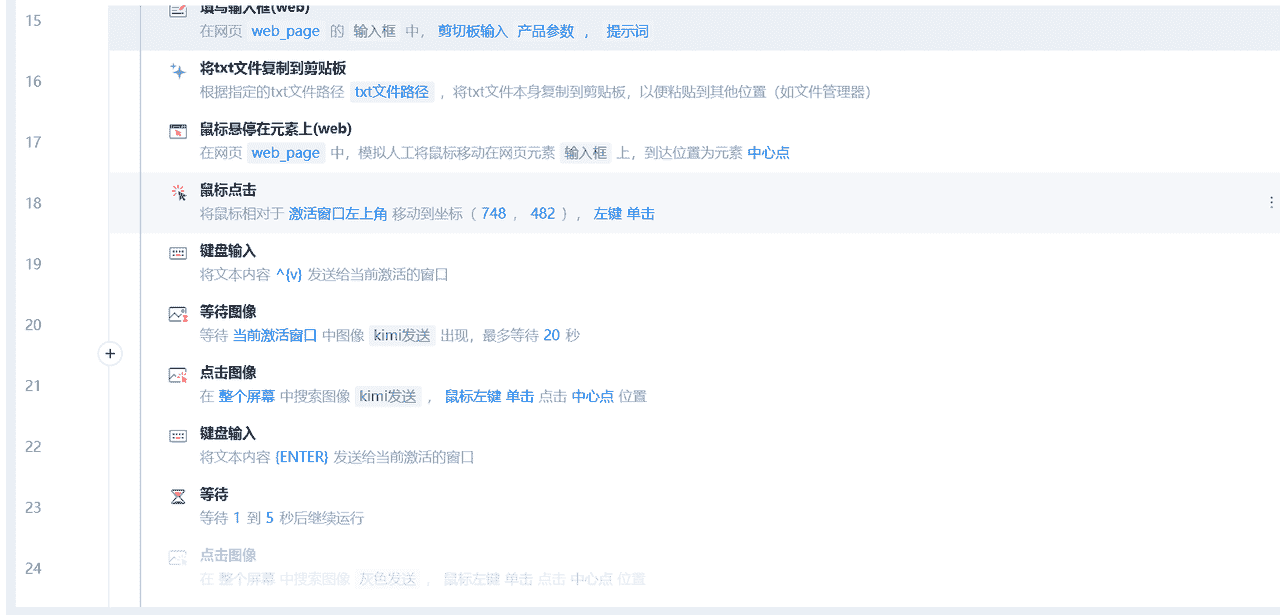 15
填写输入框(web)
在网页 web_page 的 输入框 中， 剪切板输入 产品参数 ， 提示词
16
将txt文件复制到剪贴板
根据指定的txt文件路径 txt文件路径 ，将txt文件本身复制到剪贴板，以便粘贴到其他位置（如文件管理器）
17
鼠标悬停在元素上(web)
在网页 web_page 中，模拟人工将鼠标移动在网页元素 输入框 上，到达位置为元素 中心点
18
鼠标点击
将鼠标相对于 激活窗口左上角 移动到坐标（ 748 ， 482 ）， 左键 单击
19
键盘输入
将文本内容 ^{v} 发送给当前激活的窗口
20
等待图像
等待 当前激活窗口 中图像 kimi发送 出现，最多等待 20 秒
21
点击图像
在 整个屏幕 中搜索图像 kimi发送 ， 鼠标左键 单击 点击 中心点 位置
22
键盘输入
将文本内容 {ENTER} 发送给当前激活的窗口
23
等待
等待 1 到 5 秒后继续运行
24
点击图像
在 整个屏幕 中搜索图像 灰色发送 ， 鼠标左键 单击 点击 中心点 位置